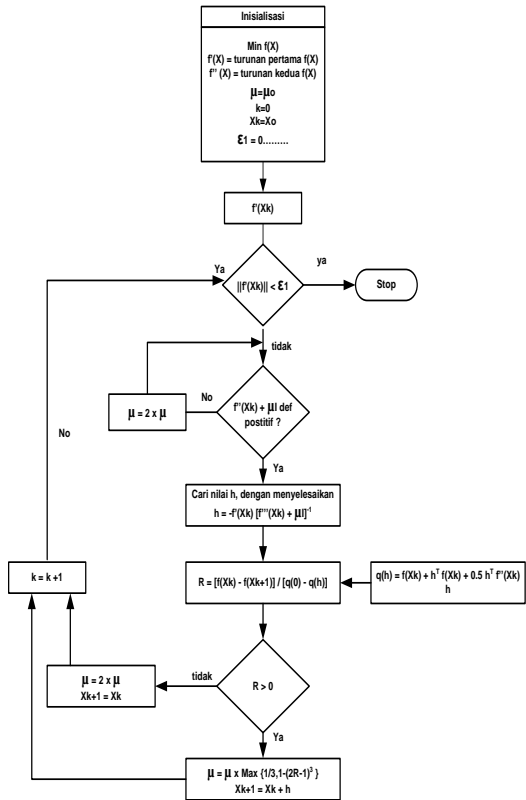 Inisialisasi
Min f(X)
f'(X) = turunan pertama f(X)
f'' (X) = turunan kedua f(X)
μ=μo
k=0
Xk=Xo
ε1 = 0.........
f'(Xk)
Ya
||f'(Xk)|| < ε1
ya
Stop
tidak
No
f''(Xk) + μI def
postitif ?
μ = 2 x μ
No
Ya
Cari nilai h, dengan menyelesaikan
h = -f'(Xk) [f'''(Xk) + μI]⁻¹
k = k +1
R = [f(Xk) - f(Xk+1)] / [q(0) - q(h)]
q(h) = f(Xk) + hᵀ f(Xk) + 0.5 hᵀ f''(Xk)
h
tidak
R > 0
μ = 2 x μ
Xk+1 = Xk
Ya
μ = μ x Max {1/3,1-(2R-1)³ }
Xk+1 = Xk + h